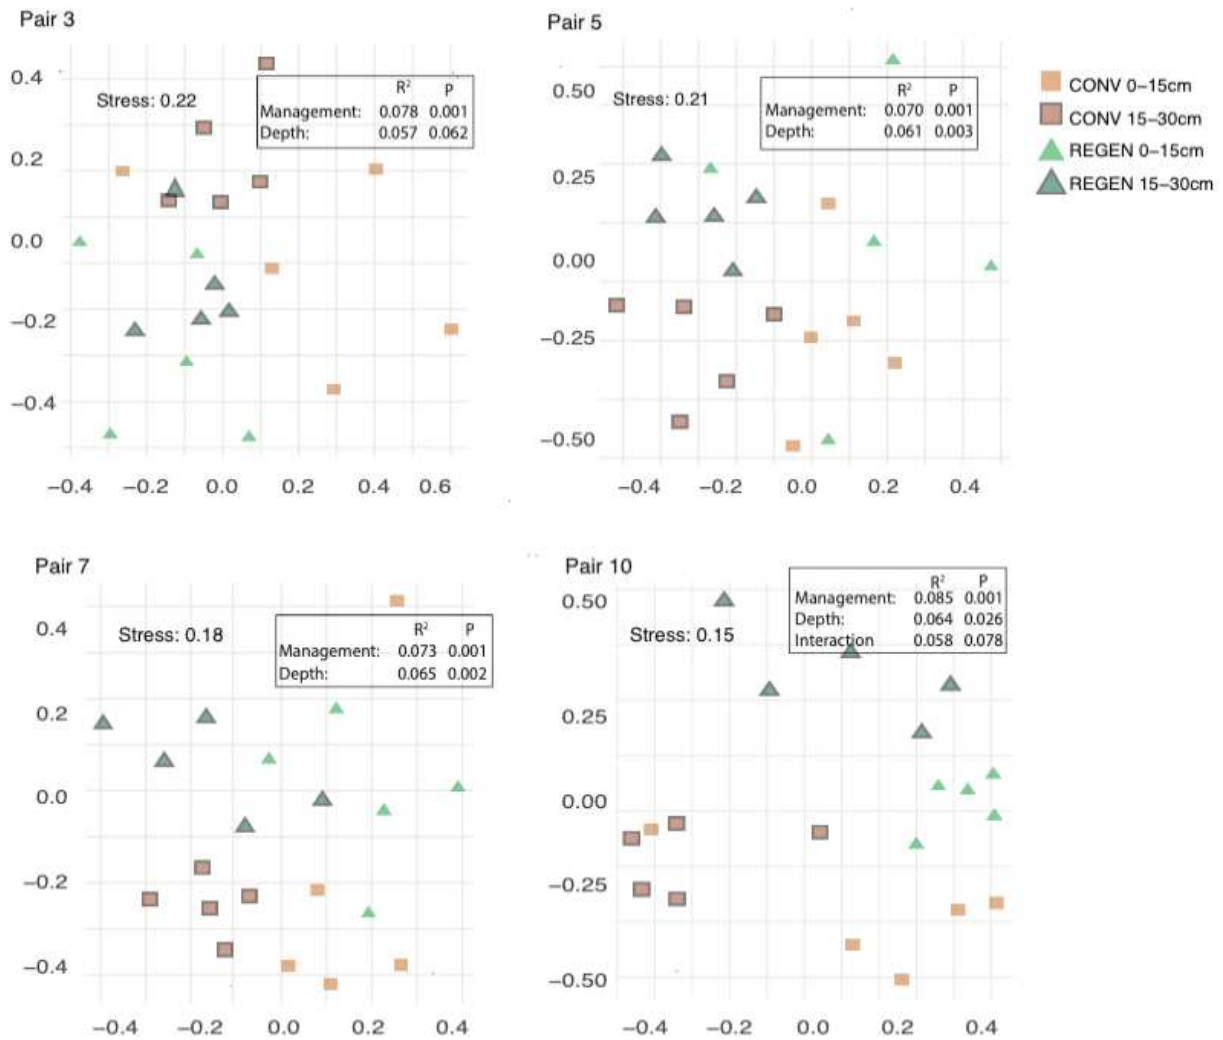 Pair 3
0.4
0.2
0.0
−0.2
−0.4
−0.4 −0.2 0.0 0.2 0.4 0.6
Stress: 0.22
R² P
Management: 0.078 0.001
Depth: 0.057 0.062
Pair 5
0.50
0.25
0.00
−0.25
−0.50
−0.4 −0.2 0.0 0.2 0.4
Stress: 0.21
R² P
Management: 0.070 0.001
Depth: 0.061 0.003
CONV 0−15cm
CONV 15−30cm
REGEN 0−15cm
REGEN 15−30cm
Pair 7
0.4
0.2
0.0
−0.2
−0.4
−0.4 −0.2 0.0 0.2 0.4
Stress: 0.18
R² P
Management: 0.073 0.001
Depth: 0.065 0.002
Pair 10
0.50
0.25
0.00
−0.25
−0.50
−0.4 −0.2 0.0 0.2 0.4
Stress: 0.15
R² P
Management: 0.085 0.001
Depth: 0.064 0.026
Interaction 0.058 0.078